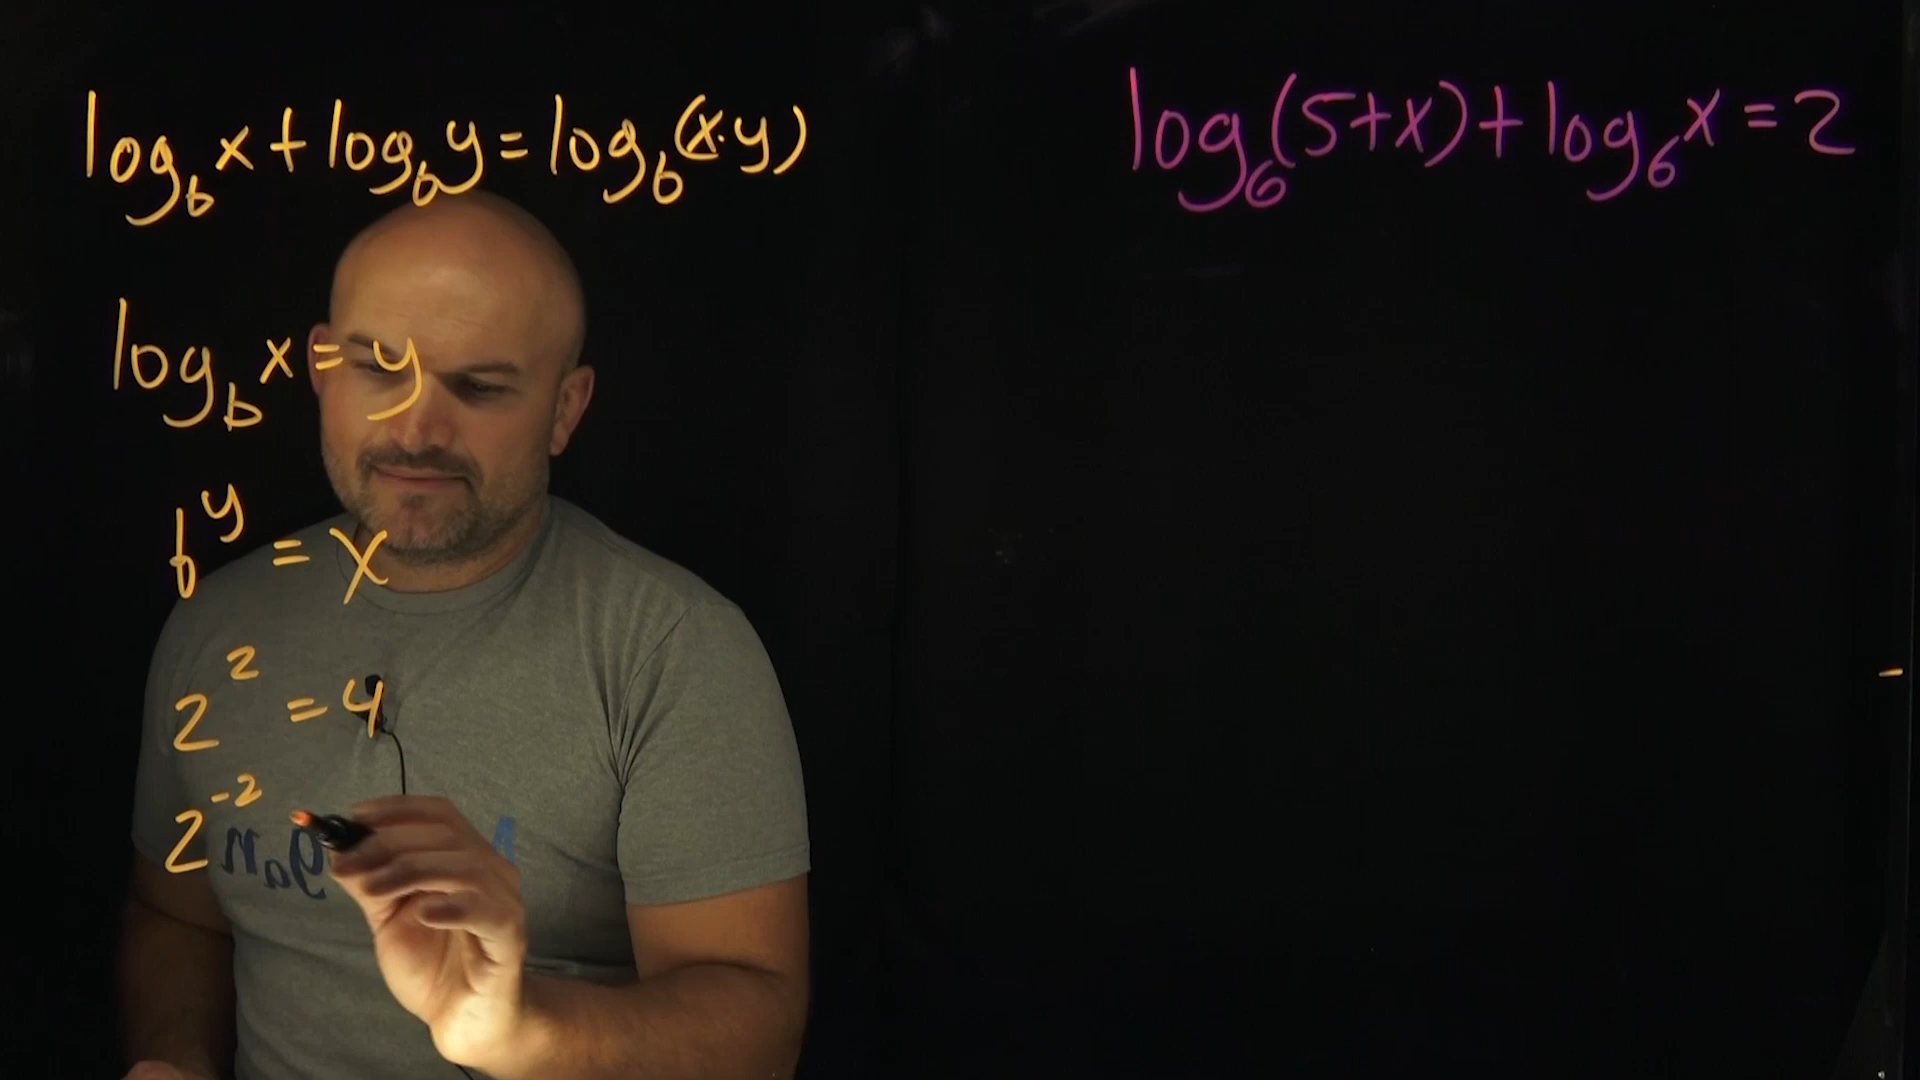 log_b x + log_b y = log_b (x·y)
log_6 (5+x) + log_6 x = 2
log_b x = y
b^y = x
2^2 = 4
2^-2